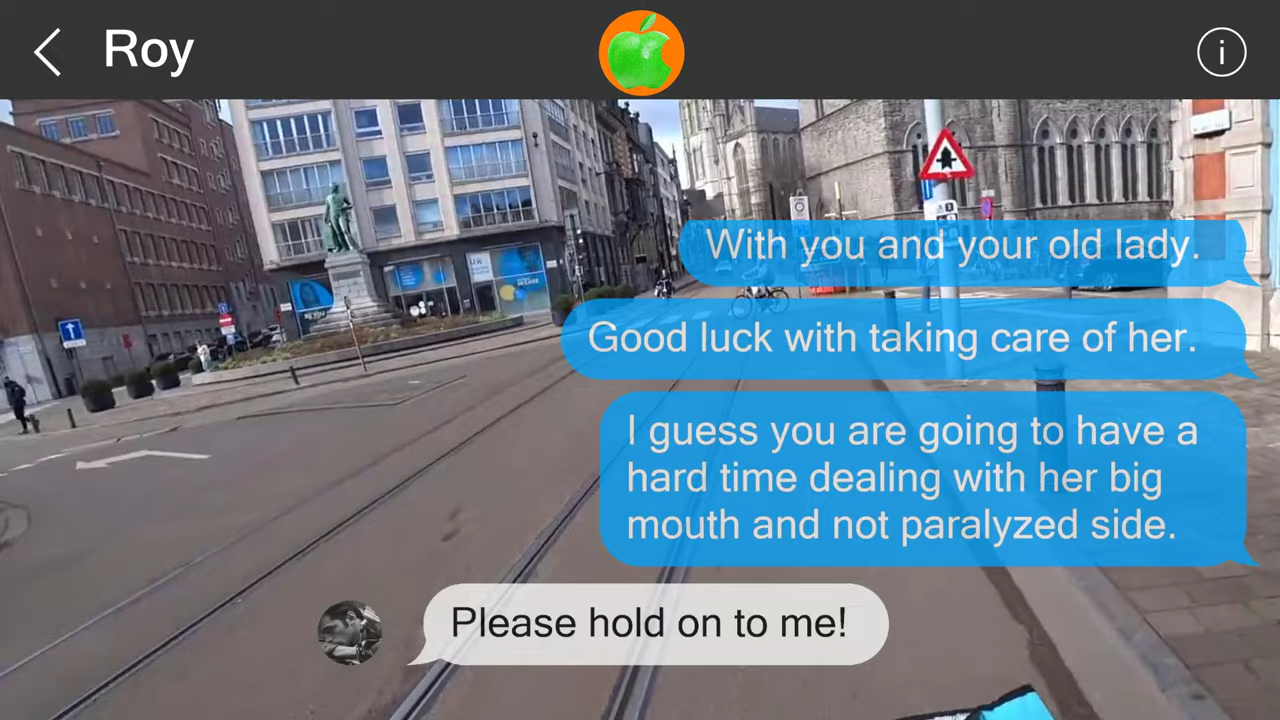 Roy
i
With you and your old lady.
Good luck with taking care of her.
I guess you are going to have a
hard time dealing with her big
mouth and not paralyzed side.
Please hold on to me!